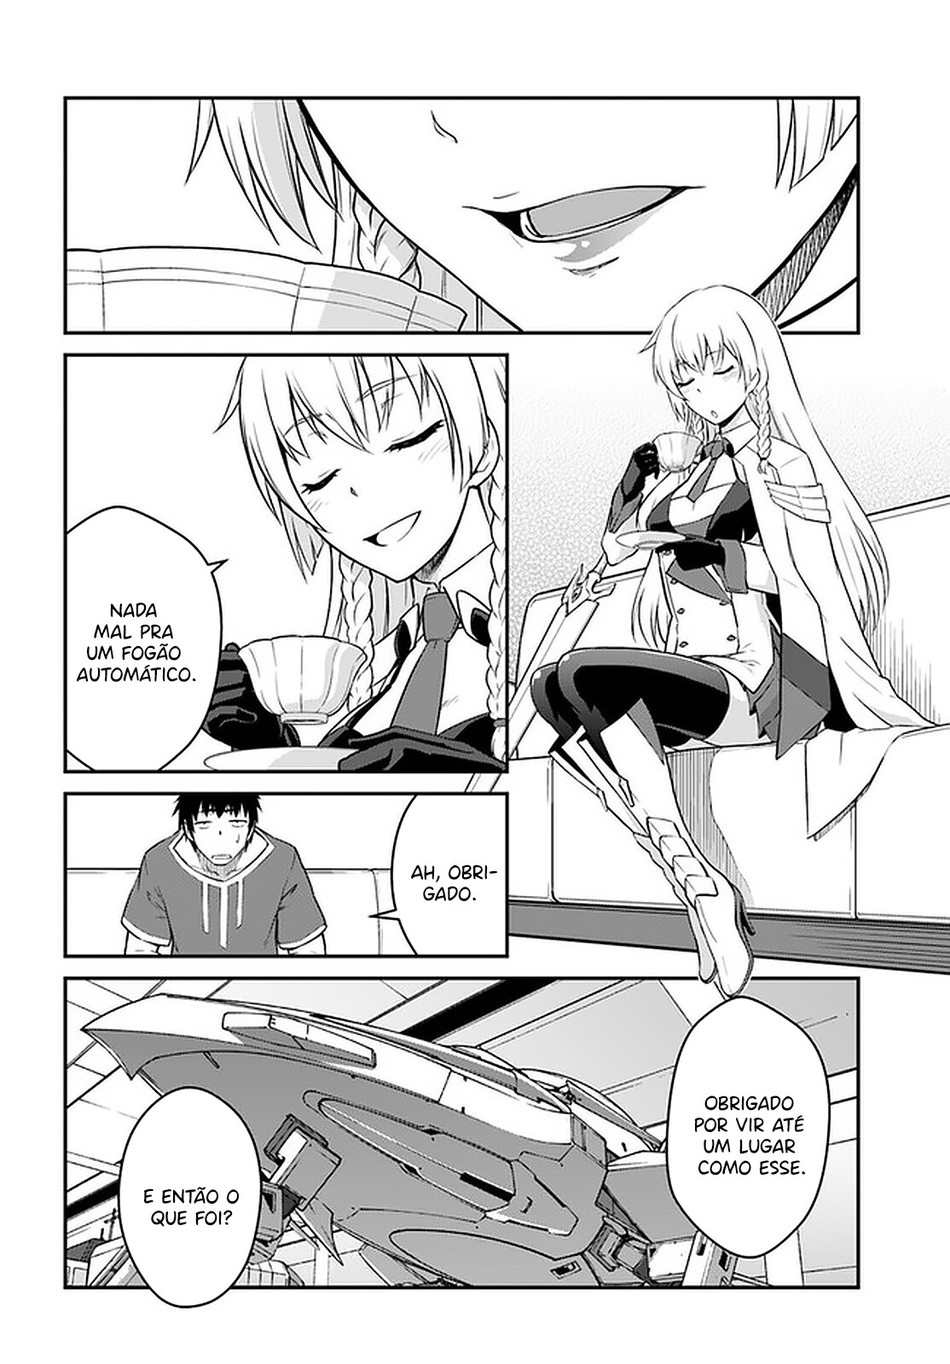 NADA
MAL PRA
UM FOGÃO
AUTOMÁTICO.
AH, OBRI-
GADO.
OBRIGADO
POR VIR ATÉ
UM LUGAR
COMO ESSE.
E ENTÃO O
QUE FOI?